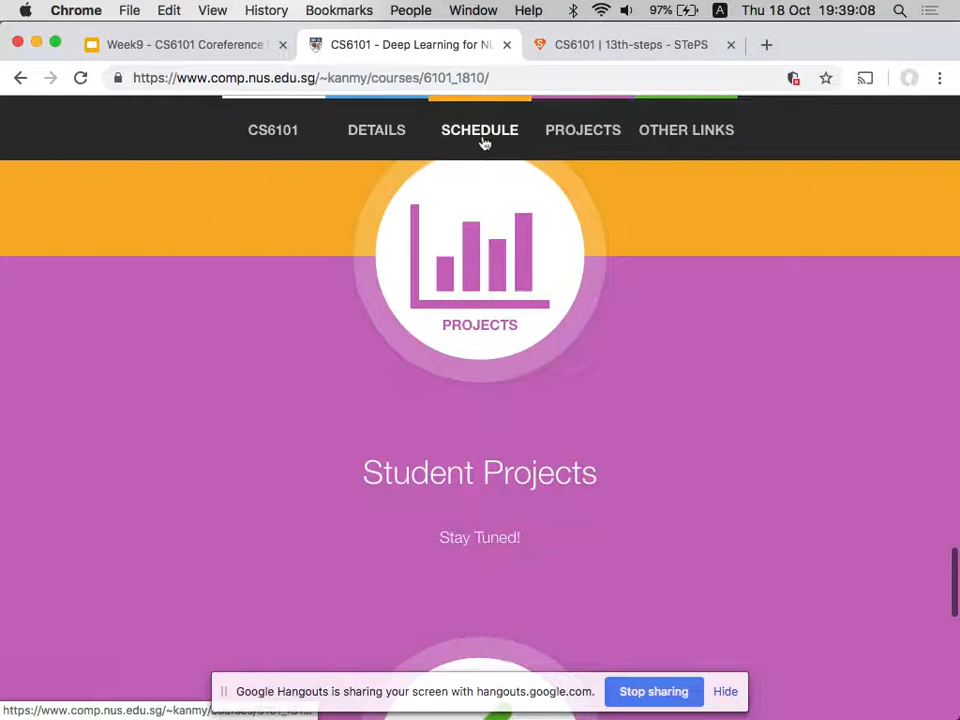 Chrome File Edit View History Bookmarks People Window Help 97% A Thu 18 Oct 19:39:08
Week9 - CS6101 Coreference
CS6101 - Deep Learning for NL
CS6101 | 13th-steps - STePS
https://www.comp.nus.edu.sg/~kanmy/courses/6101_1810/
CS6101 DETAILS SCHEDULE PROJECTS OTHER LINKS
PROJECTS
Student Projects
Stay Tuned!
Google Hangouts is sharing your screen with hangouts.google.com. Stop sharing Hide
https://www.comp.nus.edu.sg/~kanmy/courses/6101_181...